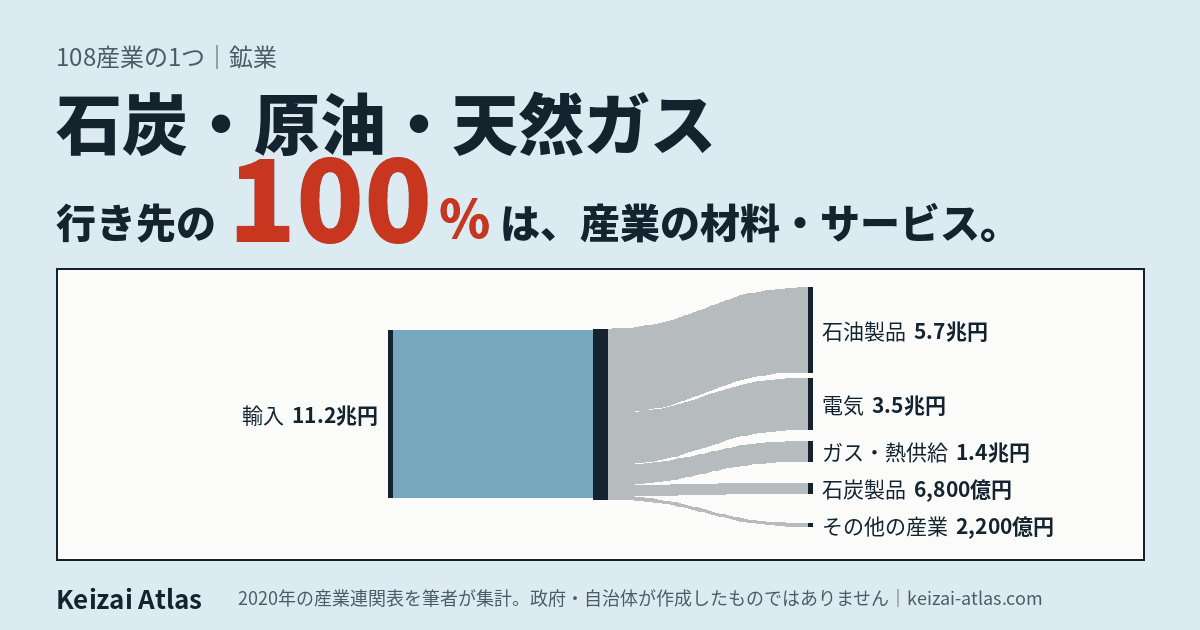 108産業の1つ｜鉱業
石炭・原油・天然ガス
行き先の 100% は、産業の材料・サービス。
輸入 11.2兆円
石油製品 5.7兆円
電気 3.5兆円
ガス・熱供給 1.4兆円
石炭製品 6,800億円
その他の産業 2,200億円
Keizai Atlas 2020年の産業連関表を筆者が集計。政府・自治体が作成したものではありません｜keizai-atlas.com